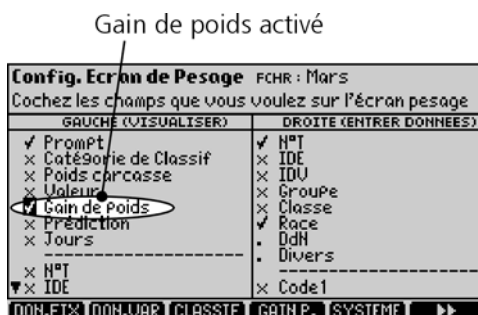 Gain de poids activé
Config. Ecran de Pesage FCHR : Mars
Cochez les champs que vous voulez sur l'écran pesage
GAUCHE (VISUALISER) DROITE (ENTRER DONNEES)
✓ Prompt ✓ N°T
× Catégorie de Classif × IDE
× Poids carcasse × IDV
× Valeur × Groupe
✓ Gain de Poids × Classe
× Prédiction ✓ Race
× Jours . DdN
-------------------- . Divers
× N°T --------------------
▼× IDE × Code1
DON.FIX DON.VAR CLASSIF GAIN P. SYSTEME ▶▶